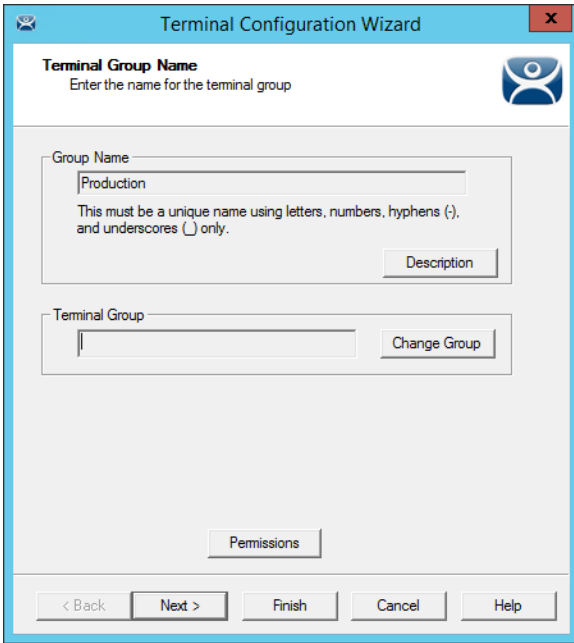 Terminal Configuration Wizard
x
Terminal Group Name
Enter the name for the terminal group
Group Name
Production
This must be a unique name using letters, numbers, hyphens (-),
and underscores (_) only.
Description
Terminal Group
Change Group
Permissions
< Back Next > Finish Cancel Help